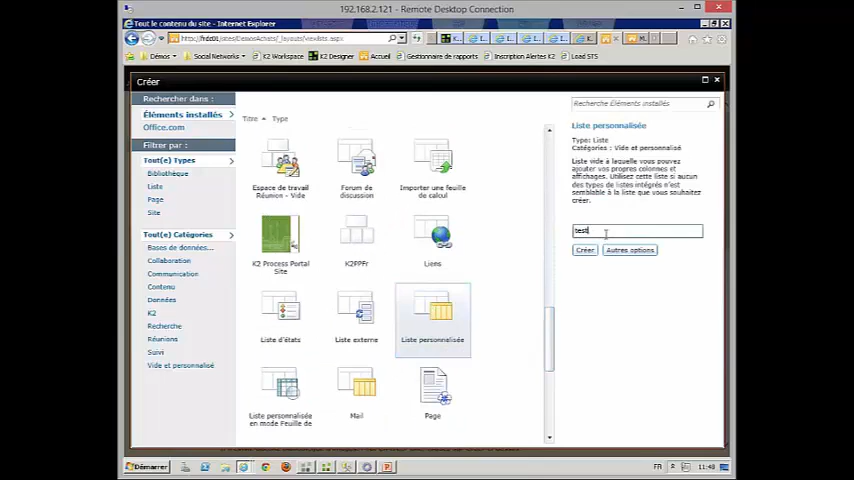 192.168.2.121 - Remote Desktop Connection
Tout le contenu du site - Internet Explorer
Démos
Social Networks
K2 Workspace
K2 Designer
Accueil
Gestionnaire de rapports
Inscription Alertes K2
Load STS
Créer
Rechercher dans :
Éléments installés
Office.com
Filtrer par :
Tout(e) Types
Bibliothèque
Liste
Page
Site
Tout(e) Catégories
Bases de données...
Collaboration
Communication
Contenu
Données
K2
Recherche
Réunions
Suivi
Vide et personnalisé
Titre Type
Espace de travail
Réunion - Vide
Forum de
discussion
Importer une feuille
de calcul
K2 Process Portal
Site
K2PPFr
Liens
Liste d'états
Liste externe
Liste personnalisée
Liste personnalisée
en mode Feuille de
Mail
Page
Recherche Éléments installés
Liste personnalisée
Type: Liste
Catégories : Vide et personnalisé
Liste vide à laquelle vous pouvez
ajouter vos propres colonnes et
affichages. Utilisez cette liste si aucun
des types de listes intégrés n'est
semblable à la liste que vous souhaitez
créer.
test
Créer
Autres options
Démarrer
FR
11:48